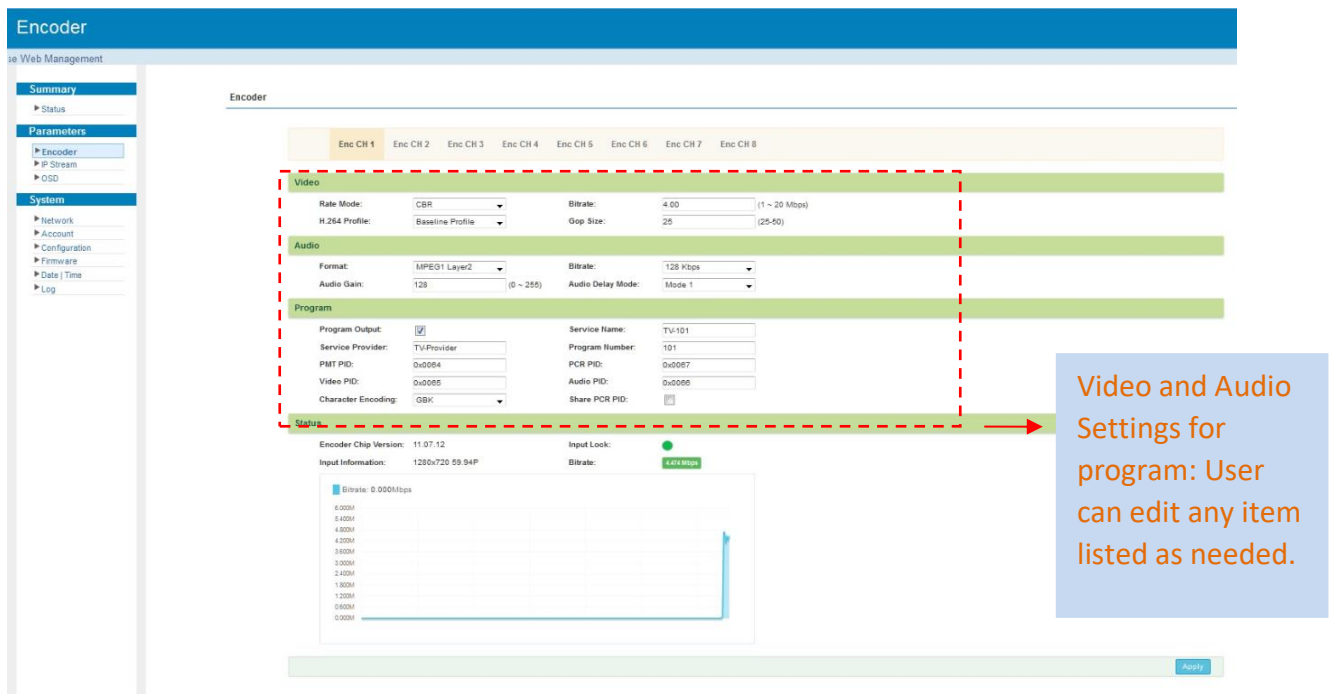 Encoder
se Web Management
Summary
Status
Parameters
Encoder
IP Stream
OSD
System
Network
Account
Configuration
Firmware
Date | Time
Log
Encoder
Enc CH 1 Enc CH 2 Enc CH 3 Enc CH 4 Enc CH 5 Enc CH 6 Enc CH 7 Enc CH 8
Video
Rate Mode: CBR Bitrate: 4.00 (1 ~ 20 Mbps)
H.264 Profile: Baseline Profile Gop Size: 25 (25-50)
Audio
Format: MPEG1 Layer2 Bitrate: 128 Kbps
Audio Gain: 128 (0 ~ 255) Audio Delay Mode: Mode 1
Program
Program Output: Service Name: TV-101
Service Provider: TV-Provider Program Number: 101
PMT PID: 0x0064 PCR PID: 0x0067
Video PID: 0x0065 Audio PID: 0x0066
Character Encoding: GBK Share PCR PID:
Status
Encoder Chip Version: 11.07.12 Input Lock:
Input Information: 1280x720 59.94P Bitrate: 4.474 Mbps
Bitrate: 0.000Mbps
6.000M
5.400M
4.800M
4.200M
3.600M
3.000M
2.400M
1.800M
1.200M
0.600M
0.000M
Apply
Video and Audio
Settings for
program: User
can edit any item
listed as needed.